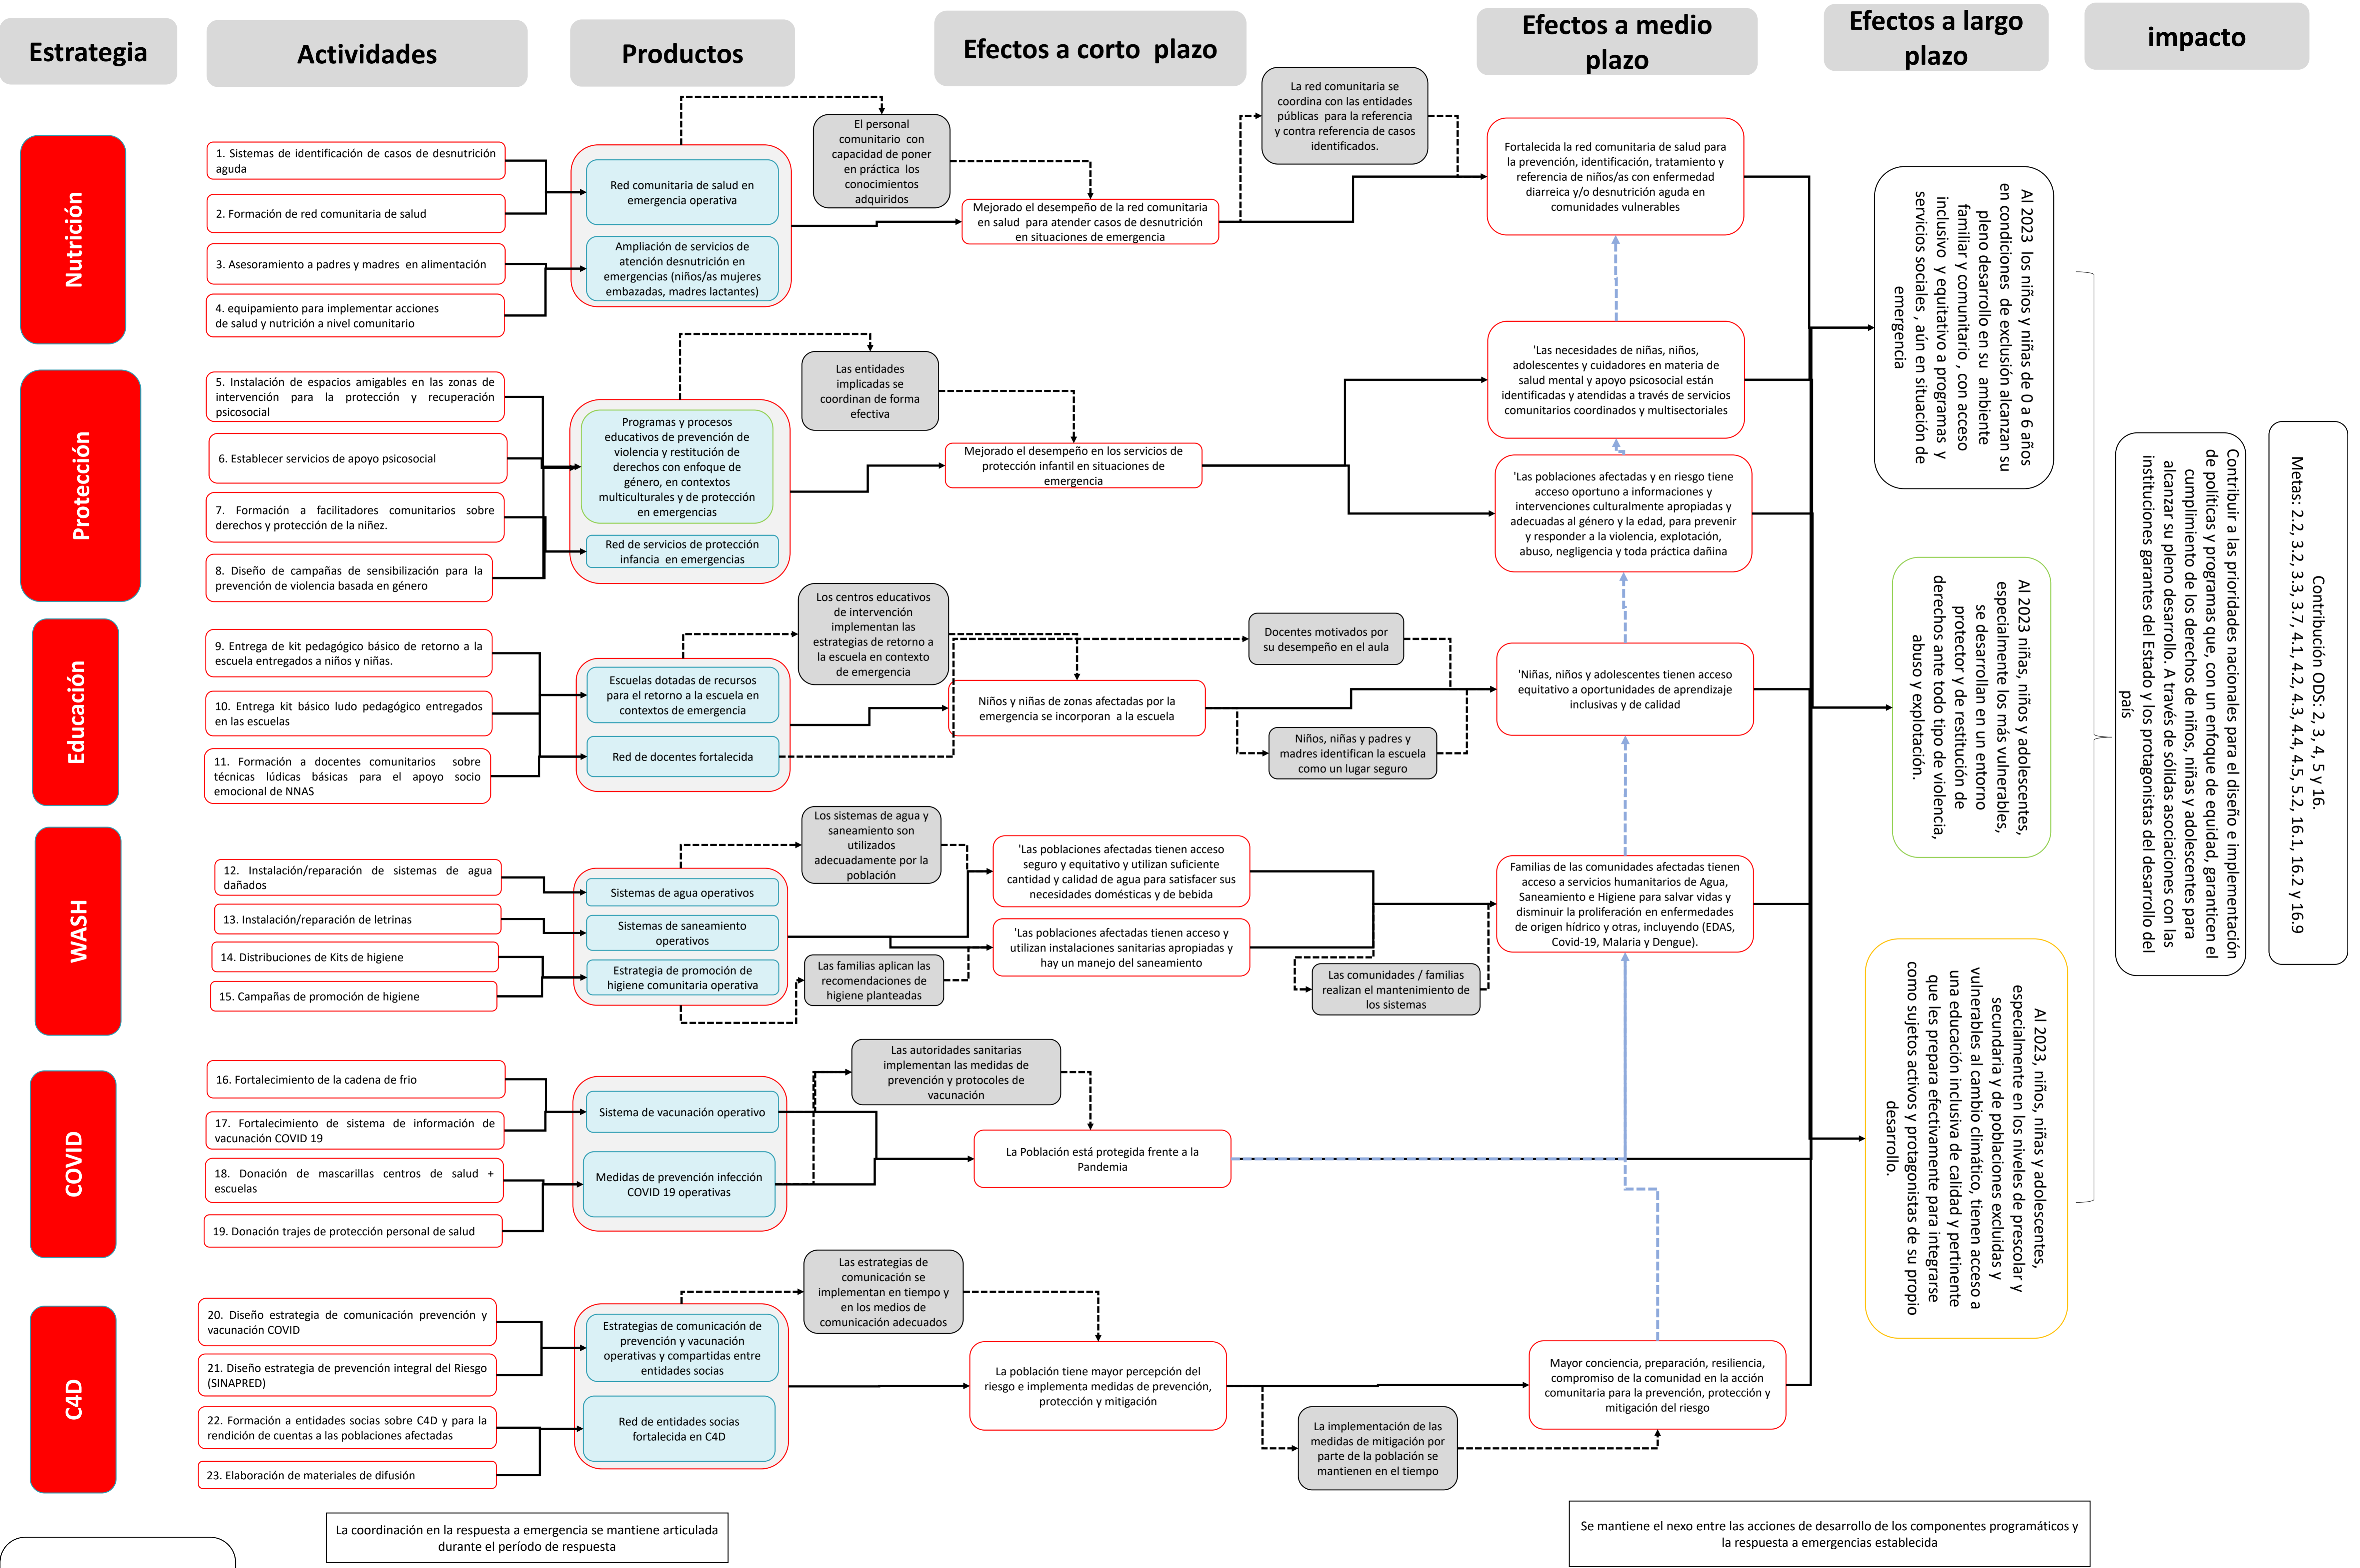 Estrategia
Actividades
Productos
Efectos a corto plazo
Efectos a medio
plazo
Efectos a largo
plazo
impacto
Nutrición
1. Sistemas de identificación de casos de desnutrición
aguda
2. Formación de red comunitaria de salud
3. Asesoramiento a padres y madres en alimentación
4. equipamiento para implementar acciones
de salud y nutrición a nivel comunitario
Red comunitaria de salud en
emergencia operativa
Ampliación de servicios de
atención desnutrición en
emergencias (niños/as mujeres
embazadas, madres lactantes)
El personal
comunitario con
capacidad de poner
en práctica los
conocimientos
adquiridos
Mejorado el desempeño de la red comunitaria
en salud para atender casos de desnutrición
en situaciones de emergencia
La red comunitaria se
coordina con las entidades
públicas para la referencia
y contra referencia de casos
identificados.
Fortalecida la red comunitaria de salud para
la prevención, identificación, tratamiento y
referencia de niños/as con enfermedad
diarreica y/o desnutrición aguda en
comunidades vulnerables
Protección
5. Instalación de espacios amigables en las zonas de
intervención para la protección y recuperación
psicosocial
6. Establecer servicios de apoyo psicosocial
7. Formación a facilitadores comunitarios sobre
derechos y protección de la niñez.
8. Diseño de campañas de sensibilización para la
prevención de violencia basada en género
Programas y procesos
educativos de prevención de
violencia y restitución de
derechos con enfoque de
género, en contextos
multiculturales y de protección
en emergencias
Red de servicios de protección
infancia en emergencias
Las entidades
implicadas se
coordinan de forma
efectiva
Mejorado el desempeño en los servicios de
protección infantil en situaciones de
emergencia
'Las necesidades de niñas, niños,
adolescentes y cuidadores en materia de
salud mental y apoyo psicosocial están
identificadas y atendidas a través de servicios
comunitarios coordinados y multisectoriales
'Las poblaciones afectadas y en riesgo tiene
acceso oportuno a informaciones y
intervenciones culturalmente apropiadas y
adecuadas al género y la edad, para prevenir
y responder a la violencia, explotación,
abuso, negligencia y toda práctica dañina
Educación
9. Entrega de kit pedagógico básico de retorno a la
escuela entregados a niños y niñas.
10. Entrega kit básico ludo pedagógico entregados
en las escuelas
11. Formación a docentes comunitarios sobre
técnicas lúdicas básicas para el apoyo socio
emocional de NNAS
Escuelas dotadas de recursos
para el retorno a la escuela en
contextos de emergencia
Red de docentes fortalecida
Los centros educativos
de intervención
implementan las
estrategias de retorno a
la escuela en contexto
de emergencia
Niños y niñas de zonas afectadas por la
emergencia se incorporan a la escuela
Docentes motivados por
su desempeño en el aula
Niños, niñas y padres y
madres identifican la escuela
como un lugar seguro
'Niñas, niños y adolescentes tienen acceso
equitativo a oportunidades de aprendizaje
inclusivas y de calidad
WASH
12. Instalación/reparación de sistemas de agua
dañados
13. Instalación/reparación de letrinas
14. Distribuciones de Kits de higiene
15. Campañas de promoción de higiene
Sistemas de agua operativos
Sistemas de saneamiento
operativos
Estrategia de promoción de
higiene comunitaria operativa
Los sistemas de agua y
saneamiento son
utilizados
adecuadamente por la
población
Las familias aplican las
recomendaciones de
higiene planteadas
'Las poblaciones afectadas tienen acceso
seguro y equitativo y utilizan suficiente
cantidad y calidad de agua para satisfacer sus
necesidades domésticas y de bebida
'Las poblaciones afectadas tienen acceso y
utilizan instalaciones sanitarias apropiadas y
hay un manejo del saneamiento
Las comunidades / familias
realizan el mantenimiento de
los sistemas
Familias de las comunidades afectadas tienen
acceso a servicios humanitarios de Agua,
Saneamiento e Higiene para salvar vidas y
disminuir la proliferación en enfermedades
de origen hídrico y otras, incluyendo (EDAS,
Covid-19, Malaria y Dengue).
COVID
16. Fortalecimiento de la cadena de frio
17. Fortalecimiento de sistema de información de
vacunación COVID 19
18. Donación de mascarillas centros de salud +
escuelas
19. Donación trajes de protección personal de salud
Sistema de vacunación operativo
Medidas de prevención infección
COVID 19 operativas
Las autoridades sanitarias
implementan las medidas de
prevención y protocoles de
vacunación
La Población está protegida frente a la
Pandemia
C4D
20. Diseño estrategia de comunicación prevención y
vacunación COVID
21. Diseño estrategia de prevención integral del Riesgo
(SINAPRED)
22. Formación a entidades socias sobre C4D y para la
rendición de cuentas a las poblaciones afectadas
23. Elaboración de materiales de difusión
Estrategias de comunicación de
prevención y vacunación
operativas y compartidas entre
entidades socias
Red de entidades socias
fortalecida en C4D
Las estrategias de
comunicación se
implementan en tiempo y
en los medios de
comunicación adecuados
La población tiene mayor percepción del
riesgo e implementa medidas de prevención,
protección y mitigación
La implementación de las
medidas de mitigación por
parte de la población se
mantienen en el tiempo
Mayor conciencia, preparación, resiliencia,
compromiso de la comunidad en la acción
comunitaria para la prevención, protección y
mitigación del riesgo
Al 2023 los niños y niñas de 0 a 6 años
en condiciones de exclusión alcanzan su
pleno desarrollo en su ambiente
familiar y comunitario , con acceso
inclusivo y equitativo a programas y
servicios sociales , aún en situación de
emergencia
Al 2023 niñas, niños y adolescentes,
especialmente los más vulnerables,
se desarrollan en un entorno
protector y de restitución de
derechos ante todo tipo de violencia,
abuso y explotación.
Al 2023, niños, niñas y adolescentes,
especialmente en los niveles de prescolar y
secundaria y de poblaciones excluidas y
vulnerables al cambio climático, tienen acceso a
una educación inclusiva de calidad y pertinente
que les prepara efectivamente para integrarse
como sujetos activos y protagonistas de su propio
desarrollo.
Contribuir a las prioridades nacionales para el diseño e implementación
de políticas y programas que, con un enfoque de equidad, garanticen el
cumplimiento de los derechos de niños, niñas y adolescentes para
alcanzar su pleno desarrollo. A través de sólidas asociaciones con las
instituciones garantes del Estado y los protagonistas del desarrollo del
país
Contribución ODS: 2, 3, 4, 5 y 16.
Metas: 2.2, 3.2, 3.3, 3.7, 4.1, 4.2, 4.3, 4.4, 4.5, 5.2, 16.1, 16.2 y 16.9
La coordinación en la respuesta a emergencia se mantiene articulada
durante el período de respuesta
Se mantiene el nexo entre las acciones de desarrollo de los componentes programáticos y
la respuesta a emergencias establecida